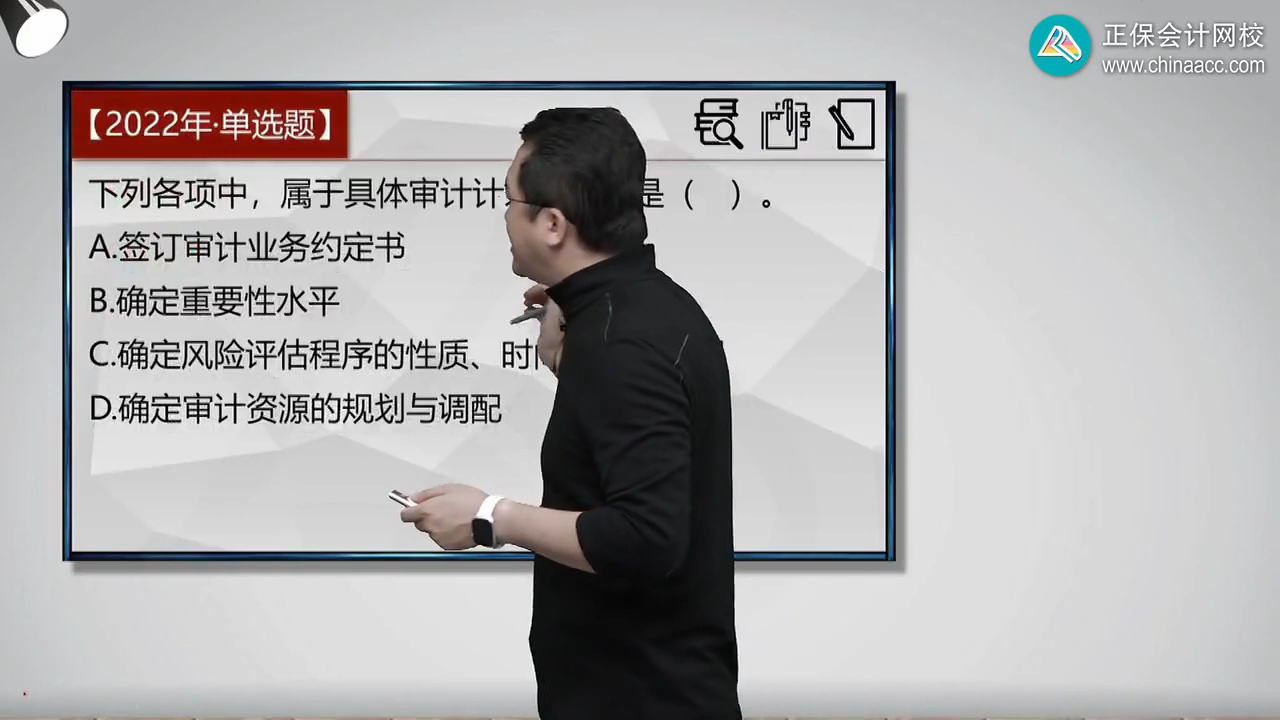 正保会计网校
www.chinaacc.com
【2022年·单选题】
下列各项中，属于具体审计计 是（ ）。
A.签订审计业务约定书
B.确定重要性水平
C.确定风险评估程序的性质、时
D.确定审计资源的规划与调配